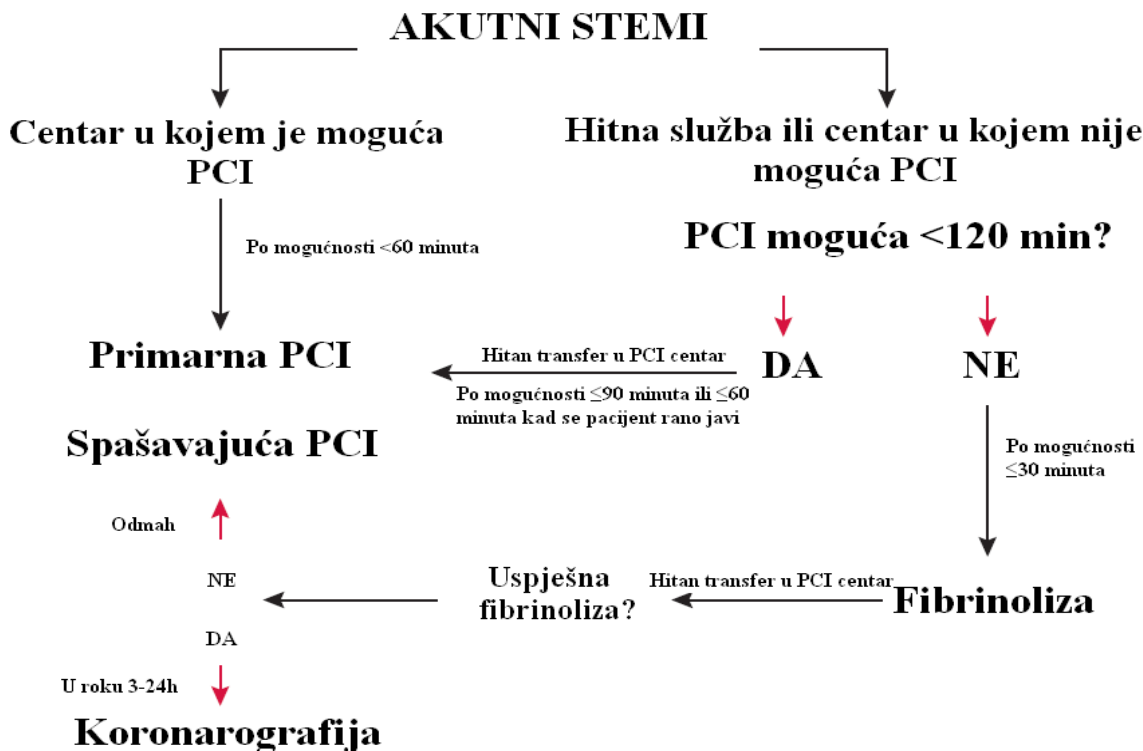 AKUTNI STEMI
Centar u kojem je moguća
PCI
Hitna služba ili centar u kojem nije
moguća PCI
Po mogućnosti <60 minuta
PCI moguća <120 min?
Primarna PCI
Hitan transfer u PCI centar
Po mogućnosti ≤90 minuta ili ≤60
minuta kad se pacijent rano javi
DA
NE
Po mogućnosti
≤30 minuta
Spašavajuća PCI
Odmah
NE
DA
Uspješna
fibrinoliza?
Hitan transfer u PCI centar
Fibrinoliza
U roku 3-24h
Koronarografija